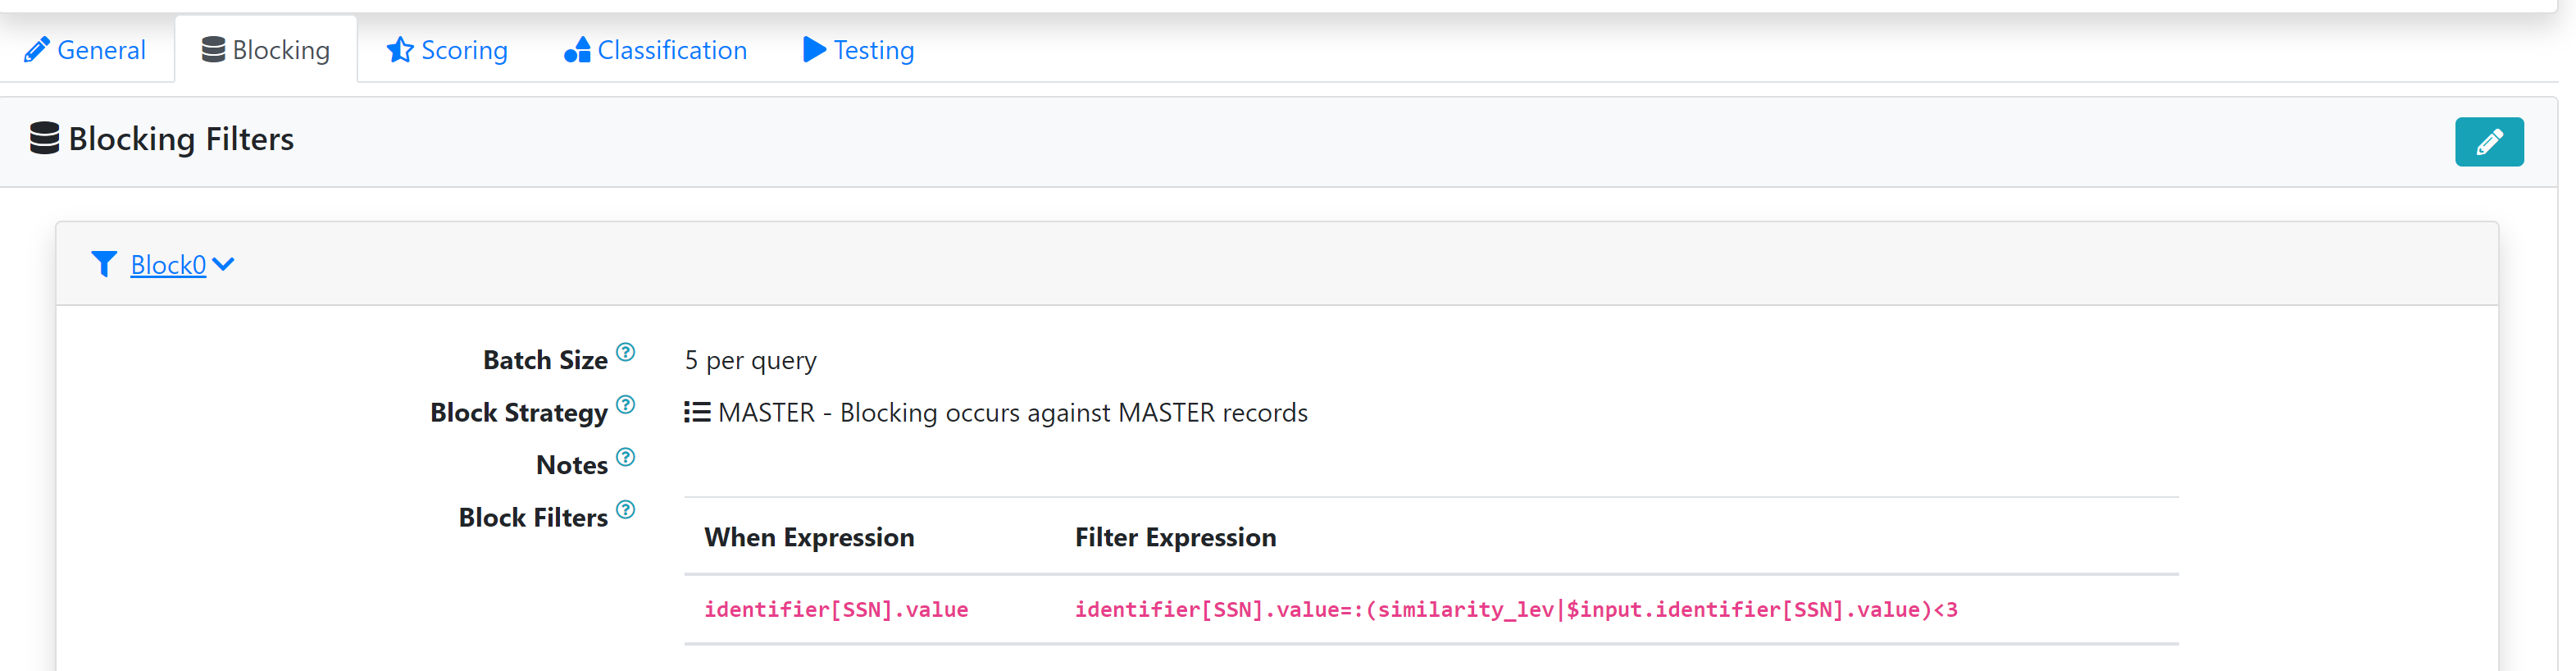 General Blocking Scoring Classification Testing
Blocking Filters
Block0
Batch Size ? 5 per query
Block Strategy ? MASTER - Blocking occurs against MASTER records
Notes ?
Block Filters ?
When Expression Filter Expression
identifier[SSN].value identifier[SSN].value=:(similarity_lev|$input.identifier[SSN].value)<3